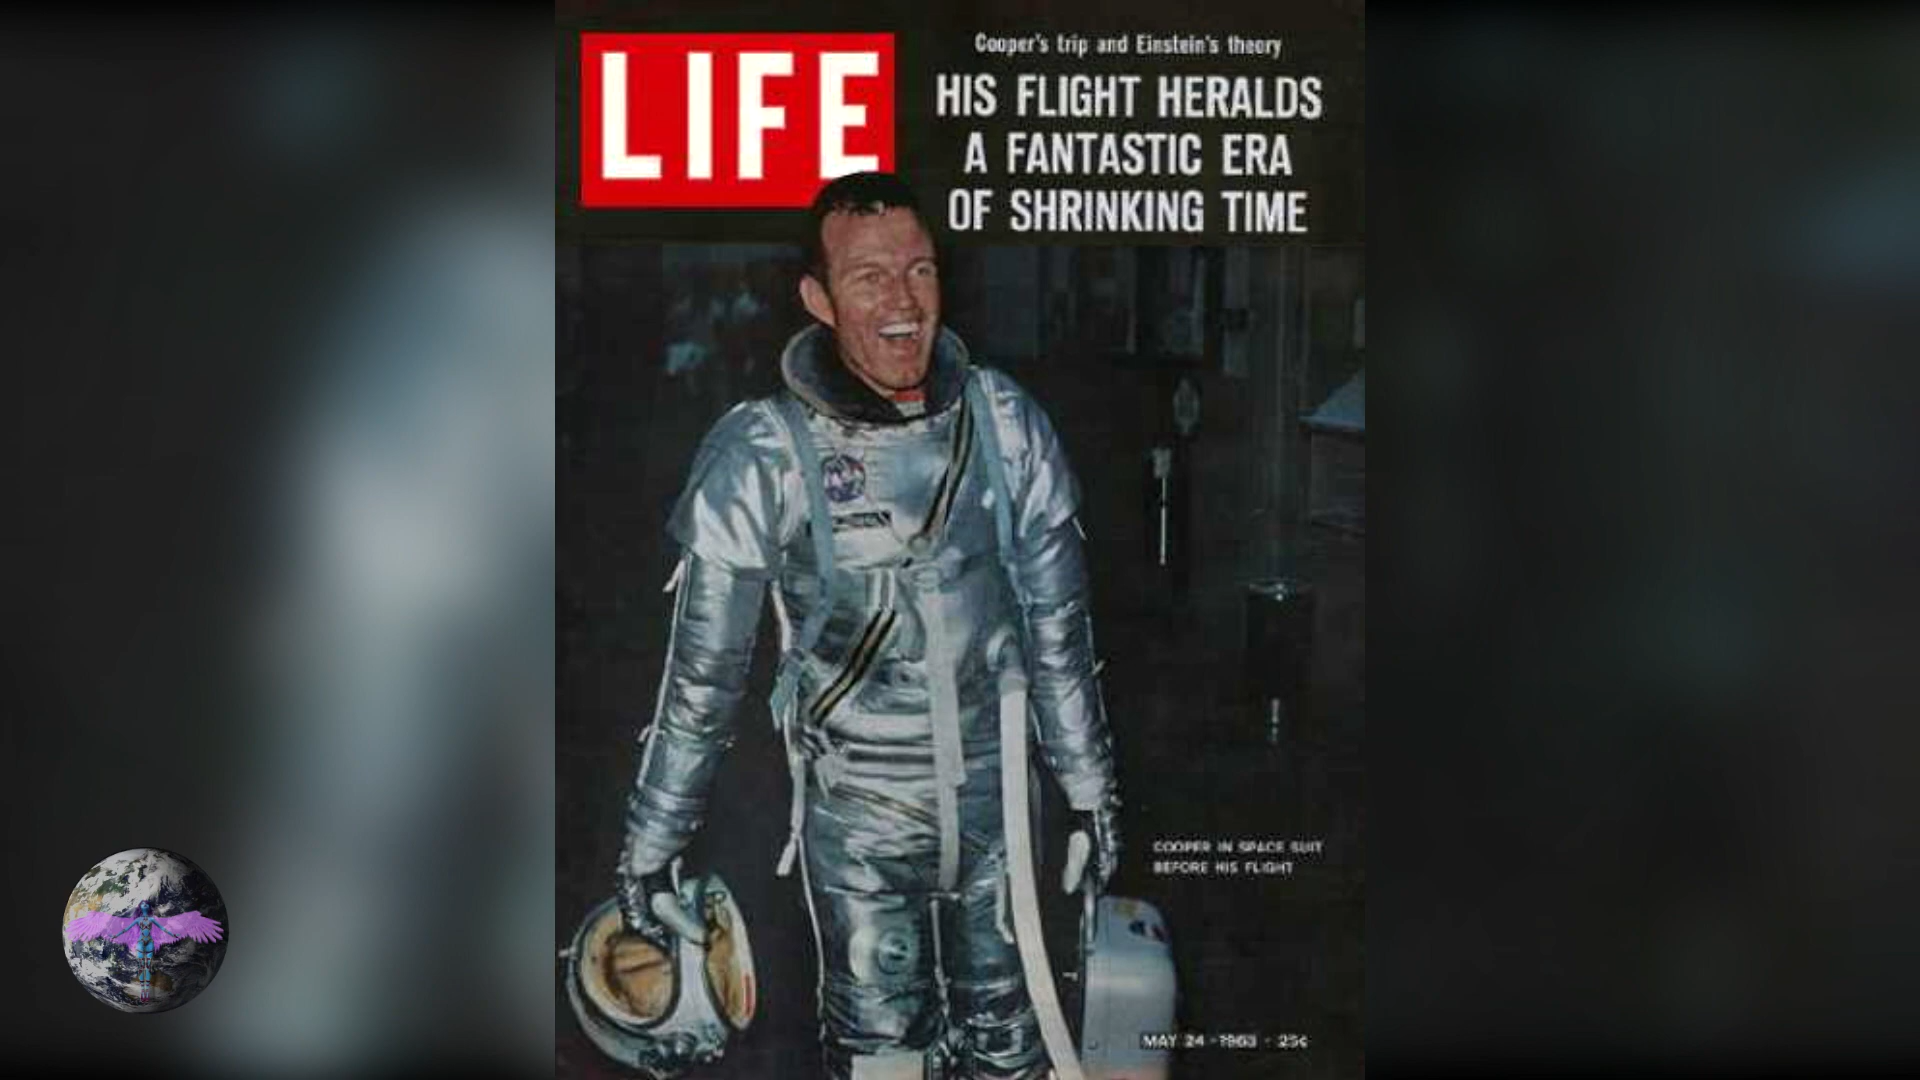 LIFE
Cooper's trip and Einstein's theory
HIS FLIGHT HERALDS
A FANTASTIC ERA
OF SHRINKING TIME
COOPER IN SPACE SUIT
BEFORE HIS FLIGHT
MAY 24 · 1963 · 25¢